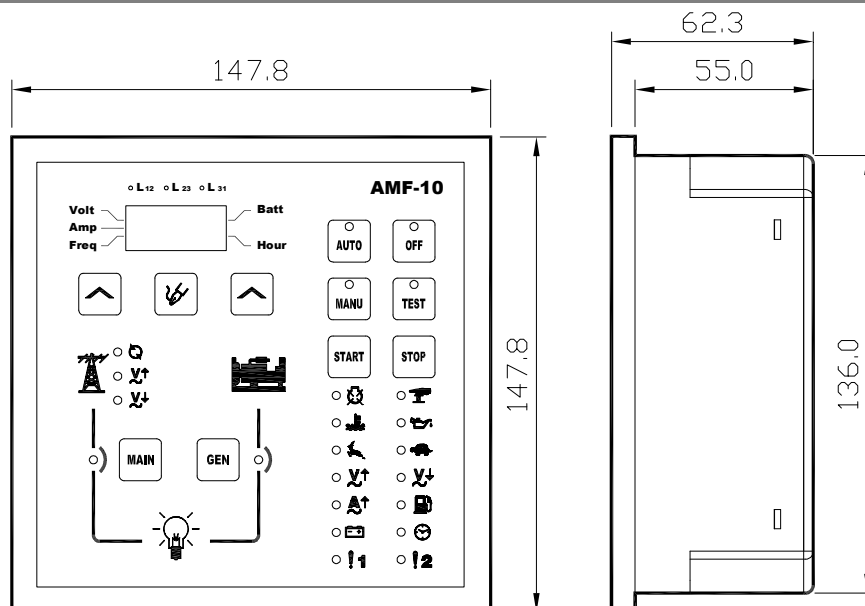 62.3
147.8
55.0
L12 L23 L31
AMF-10
Volt
Batt
Amp
Freq
Hour
AUTO
OFF
MANU
TEST
START
STOP
147.8
136.0
MAIN
GEN
V V
V
V
A
!1
!2